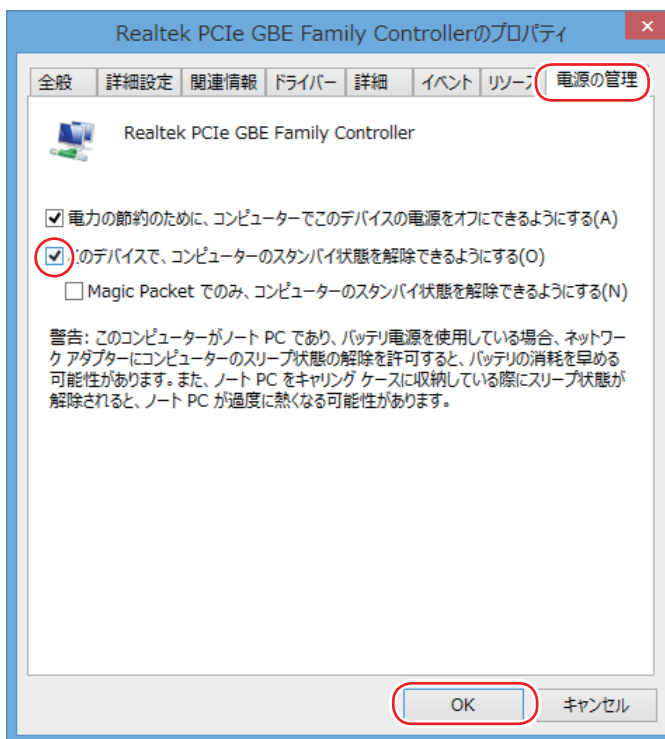 Realtek PCIe GBE Family Controllerのプロパティ
全般 詳細設定 関連情報 ドライバー 詳細 イベント リソース 電源の管理
Realtek PCIe GBE Family Controller
電力の節約のために、コンピューターでこのデバイスの電源をオフにできるようにする(A)
このデバイスで、コンピューターのスタンバイ状態を解除できるようにする(O)
Magic Packet でのみ、コンピューターのスタンバイ状態を解除できるようにする(N)
警告: このコンピューターがノート PC であり、バッテリ電源を使用している場合、ネットワー
ク アダプターにコンピューターのスリープ状態の解除を許可すると、バッテリの消耗を早める
可能性があります。また、ノート PC をキャリング ケースに収納している際にスリープ状態が
解除されると、ノート PC が過度に熱くなる可能性があります。
OK キャンセル